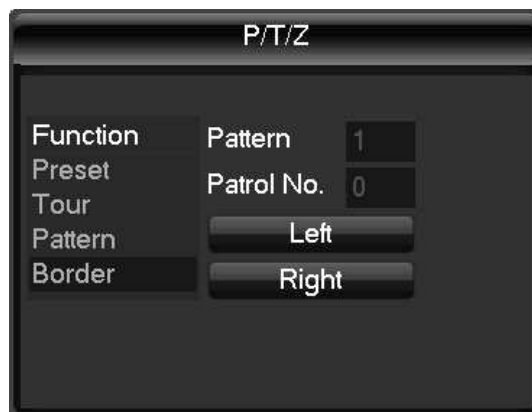 P/T/Z
Function
Preset
Tour
Pattern
Border
Pattern 1
Patrol No. 0
Left
Right